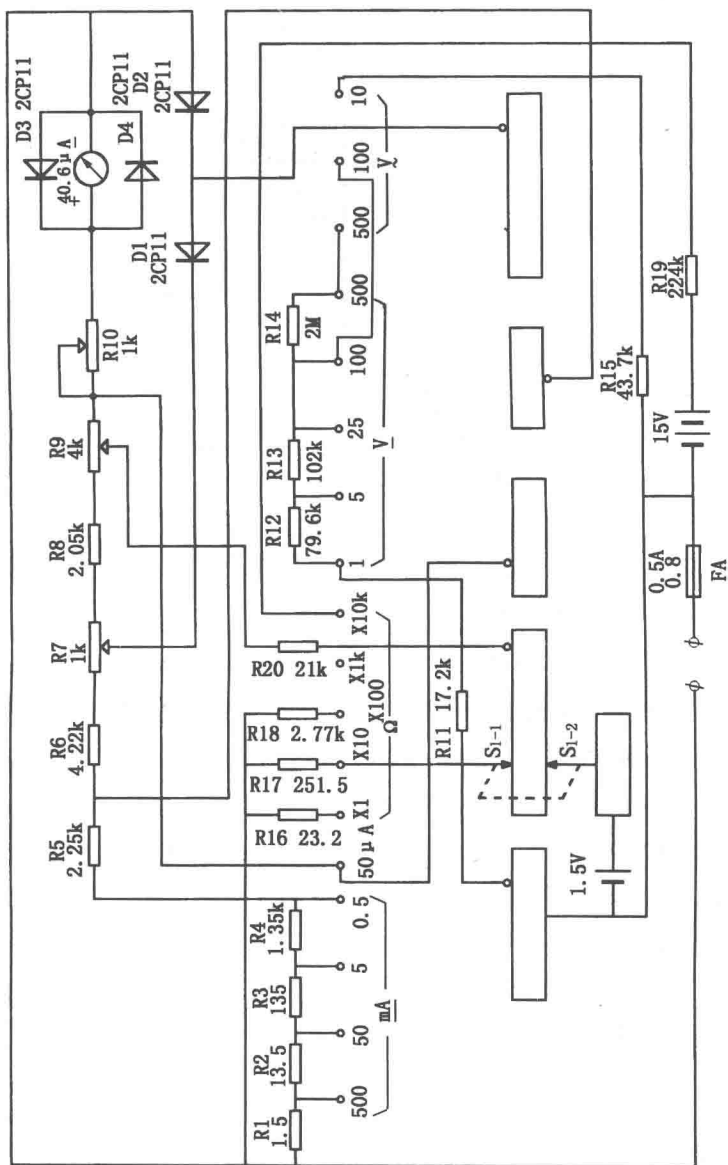 D3 2CP11
40.6μA
+
−
D4
2CP11
D2
2CP11
D1
2CP11
R10
1k
R9
4k
R8
2.05k
R7
1k
R6
4.22k
R5
2.25k
R14
2M
R13
102k
R12
79.6k
10
100
500
V
~
500
100
25
5
1
V
X10k
X1k
X100
X10
X1
Ω
R20 21k
R18 2.77k
R17 251.5
R16 23.2
50μA
R11 17.2k
R4
1.35k
R3
135
R2
13.5
R1
1.5
0.5
5
50
500
mA
S1-1
S1-2
1.5V
R19
224k
R15
43.7k
15V
0.5A
0.8
FA